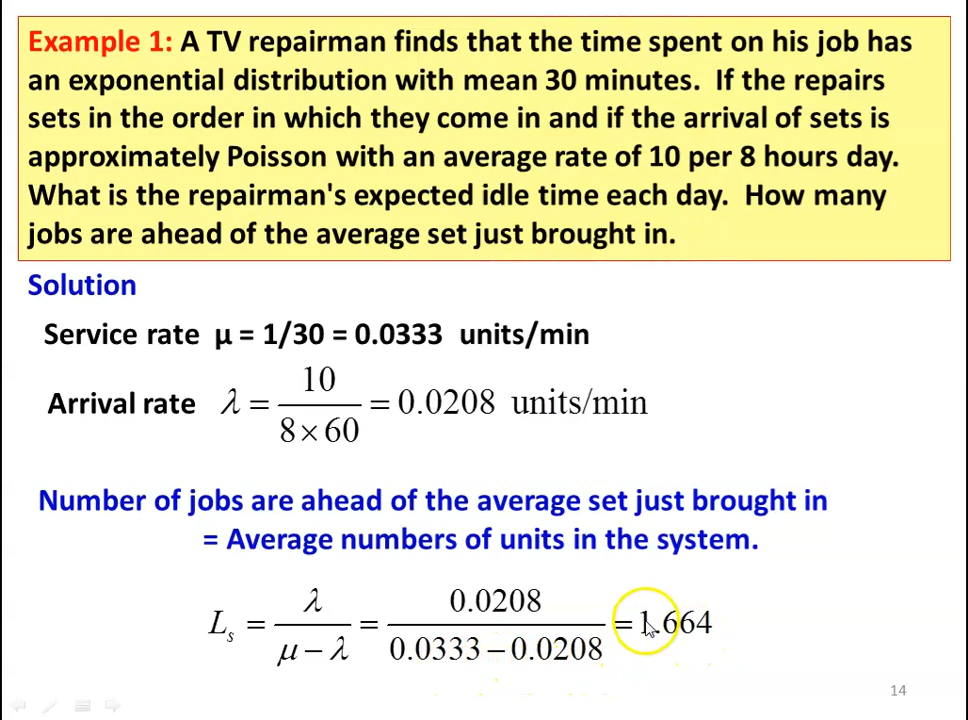 Example 1: A TV repairman finds that the time spent on his job has
an exponential distribution with mean 30 minutes. If the repairs
sets in the order in which they come in and if the arrival of sets is
approximately Poisson with an average rate of 10 per 8 hours day.
What is the repairman's expected idle time each day. How many
jobs are ahead of the average set just brought in.
Solution
Service rate μ = 1/30 = 0.0333 units/min
Arrival rate λ = 10 / 8 × 60 = 0.0208 units/min
Number of jobs are ahead of the average set just brought in
= Average numbers of units in the system.
Ls = λ / μ − λ = 0.0208 / 0.0333 − 0.0208 = 1.664
14